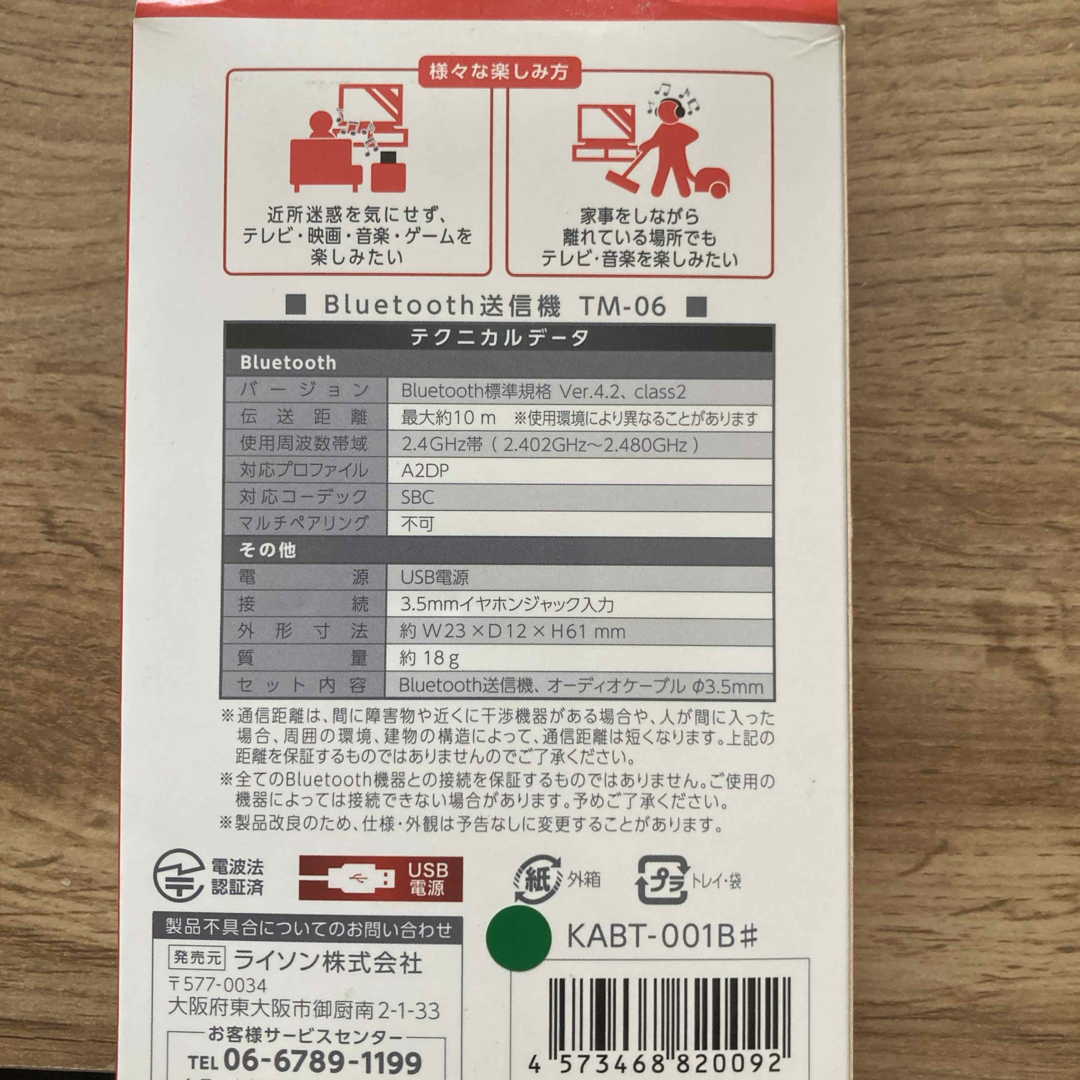 様々な楽しみ方
近所迷惑を気にせず、
テレビ・映画・音楽・ゲームを
楽しみたい
家事をしながら
離れている場所でも
テレビ・音楽を楽しみたい
■ Bluetooth送信機 TM-06 ■
テクニカルデータ
Bluetooth
バージョン Bluetooth標準規格 Ver.4.2、class2
伝送距離 最大約10m ※使用環境により異なることがあります
使用周波数帯域 2.4GHz帯（2.402GHz〜2.480GHz）
対応プロファイル A2DP
対応コーデック SBC
マルチペアリング 不可
その他
電源 USB電源
接続 3.5mmイヤホンジャック入力
外形寸法 約W23×D12×H61mm
質量 約18g
セット内容 Bluetooth送信機、オーディオケーブル Φ3.5mm
※通信距離は、間に障害物や近くに干渉機器がある場合や、人が間に入った
場合、周囲の環境、建物の構造によって、通信距離は短くなります。上記の
距離を保証するものではありませんのでご了承ください。
※全てのBluetooth機器との接続を保証するものではありません。ご使用の
機器によっては接続できない場合があります。予めご了承ください。
※製品改良のため、仕様・外観は予告なしに変更することがあります。
電波法
認証済
USB
電源
紙 外箱
プラ トレイ・袋
製品不具合についてのお問い合わせ
発売元 ライソン株式会社
〒577-0034
大阪府東大阪市御厨南2-1-33
お客様サービスセンター
TEL 06-6789-1199
KABT-001B♯
4 573468 820092